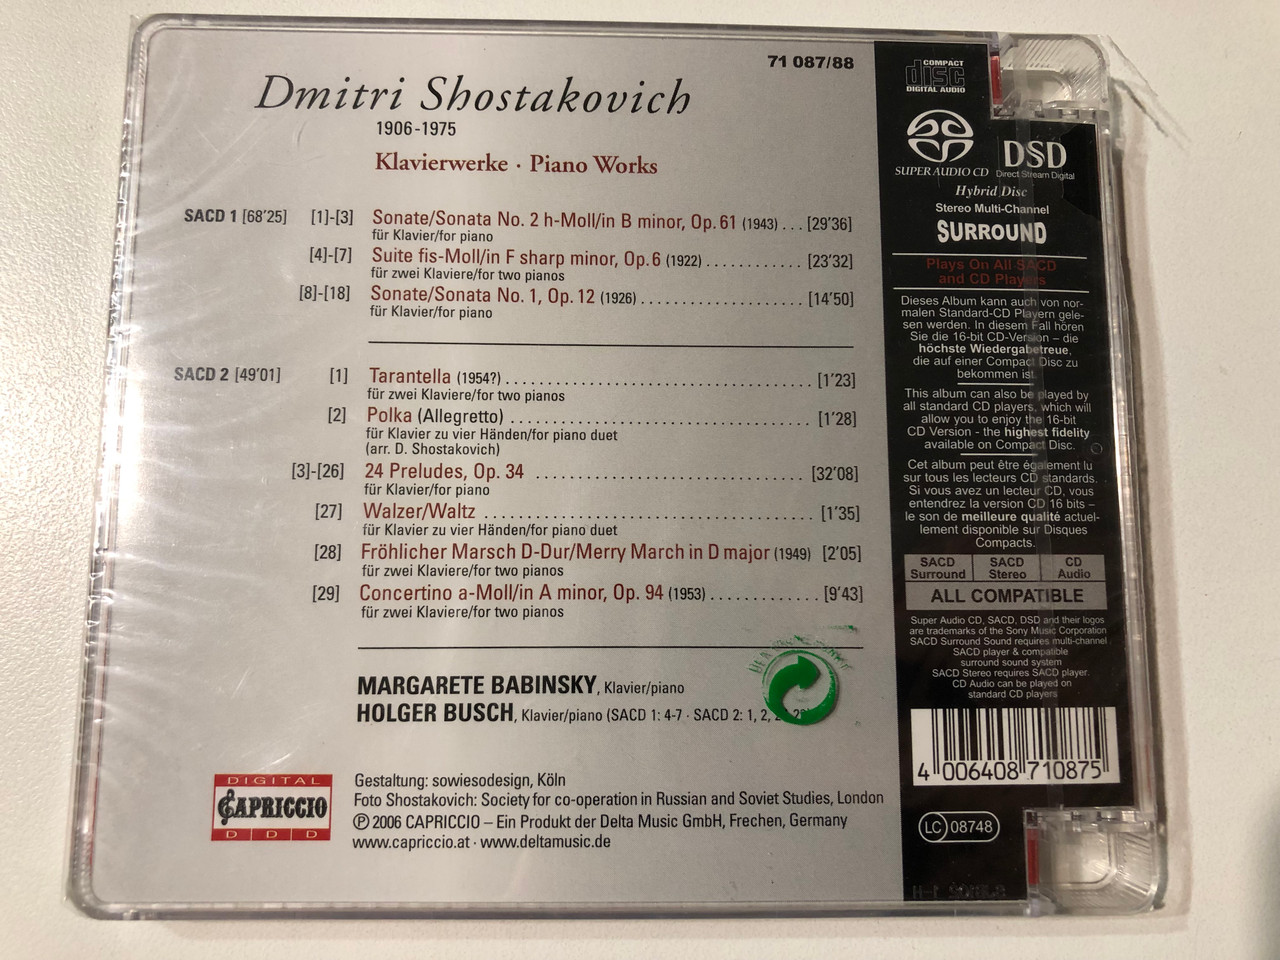 71 087/88
Dmitri Shostakovich
1906-1975
Klavierwerke · Piano Works
SACD 1 [68'25] [1]-[3] Sonate/Sonata No. 2 h-Moll/in B minor, Op. 61 (1943) . . . [29'36]
für Klavier/for piano
[4]-[7] Suite fis-Moll/in F sharp minor, Op. 6 (1922) . . . . . . . . . . . [23'32]
für zwei Klaviere/for two pianos
[8]-[18] Sonate/Sonata No. 1, Op. 12 (1926) . . . . . . . . . . . . . . . . . . . [14'50]
für Klavier/for piano
SACD 2 [49'01] [1] Tarantella (1954?) . . . . . . . . . . . . . . . . . . . . . . . . . . . . . . . . . [1'23]
für zwei Klaviere/for two pianos
[2] Polka (Allegretto) . . . . . . . . . . . . . . . . . . . . . . . . . . . . . . . . . [1'28]
für Klavier zu vier Händen/for piano duet
(arr. D. Shostakovich)
[3]-[26] 24 Preludes, Op. 34 . . . . . . . . . . . . . . . . . . . . . . . . . . . . . [32'08]
für Klavier/for piano
[27] Walzer/Waltz . . . . . . . . . . . . . . . . . . . . . . . . . . . . . . . . . . . . [1'35]
für Klavier zu vier Händen/for piano duet
[28] Fröhlicher Marsch D-Dur/Merry March in D major (1949) [2'05]
für zwei Klaviere/for two pianos
[29] Concertino a-Moll/in A minor, Op. 94 (1953) . . . . . . . . . . . . [9'43]
für zwei Klaviere/for two pianos
MARGARETE BABINSKY, Klavier/piano
HOLGER BUSCH, Klavier/piano (SACD 1: 4-7 · SACD 2: 1, 2,
DIGITAL
CAPRICCIO
D D D
Gestaltung: sowiesodesign, Köln
Foto Shostakovich: Society for co-operation in Russian and Soviet Studies, London
℗ 2006 CAPRICCIO – Ein Produkt der Delta Music GmbH, Frechen, Germany
www.capriccio.at · www.deltamusic.de
COMPACT
disc
DIGITAL AUDIO
SUPER AUDIO CD
DSD
Direct Stream Digital
Hybrid Disc
Stereo Multi-Channel
SURROUND
Plays On All SACD
and CD Players
Dieses Album kann auch von nor-
malen Standard-CD Playern gele-
sen werden. In diesem Fall hören
Sie die 16-bit CD-Version – die
höchste Wiedergabetreue,
die auf einer Compact Disc zu
bekommen ist.
This album can also be played by
all standard CD players, which will
allow you to enjoy the 16-bit
CD Version - the highest fidelity
available on Compact Disc.
Cet album peut être également lu
sur tous les lecteurs CD standards.
Si vous avez un lecteur CD, vous
entendrez la version CD 16 bits –
le son de meilleure qualité actuel-
lement disponible sur Disques
Compacts.
SACD Surround SACD Stereo CD Audio
ALL COMPATIBLE
Super Audio CD, SACD, DSD and their logos
are trademarks of the Sony Music Corporation
SACD Surround Sound requires multi-channel
SACD player & compatible
surround sound system
SACD Stereo requires SACD player.
CD Audio can be played on
standard CD players
4 006408 710875
LC 08748